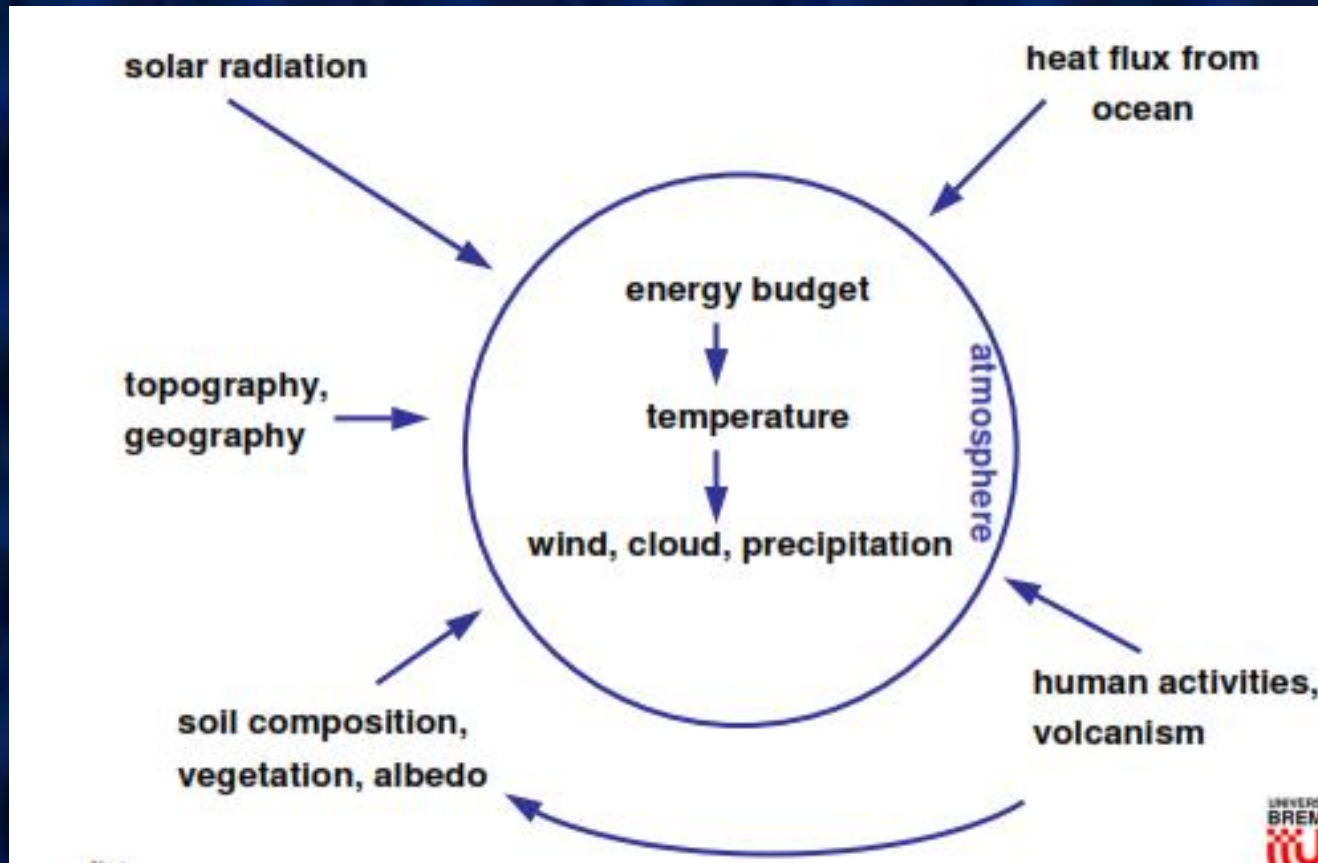 solar radiation
heat flux from
ocean
energy budget
topography,
geography
temperature
atmosphere
wind, cloud, precipitation
soil composition,
vegetation, albedo
human activities,
volcanism